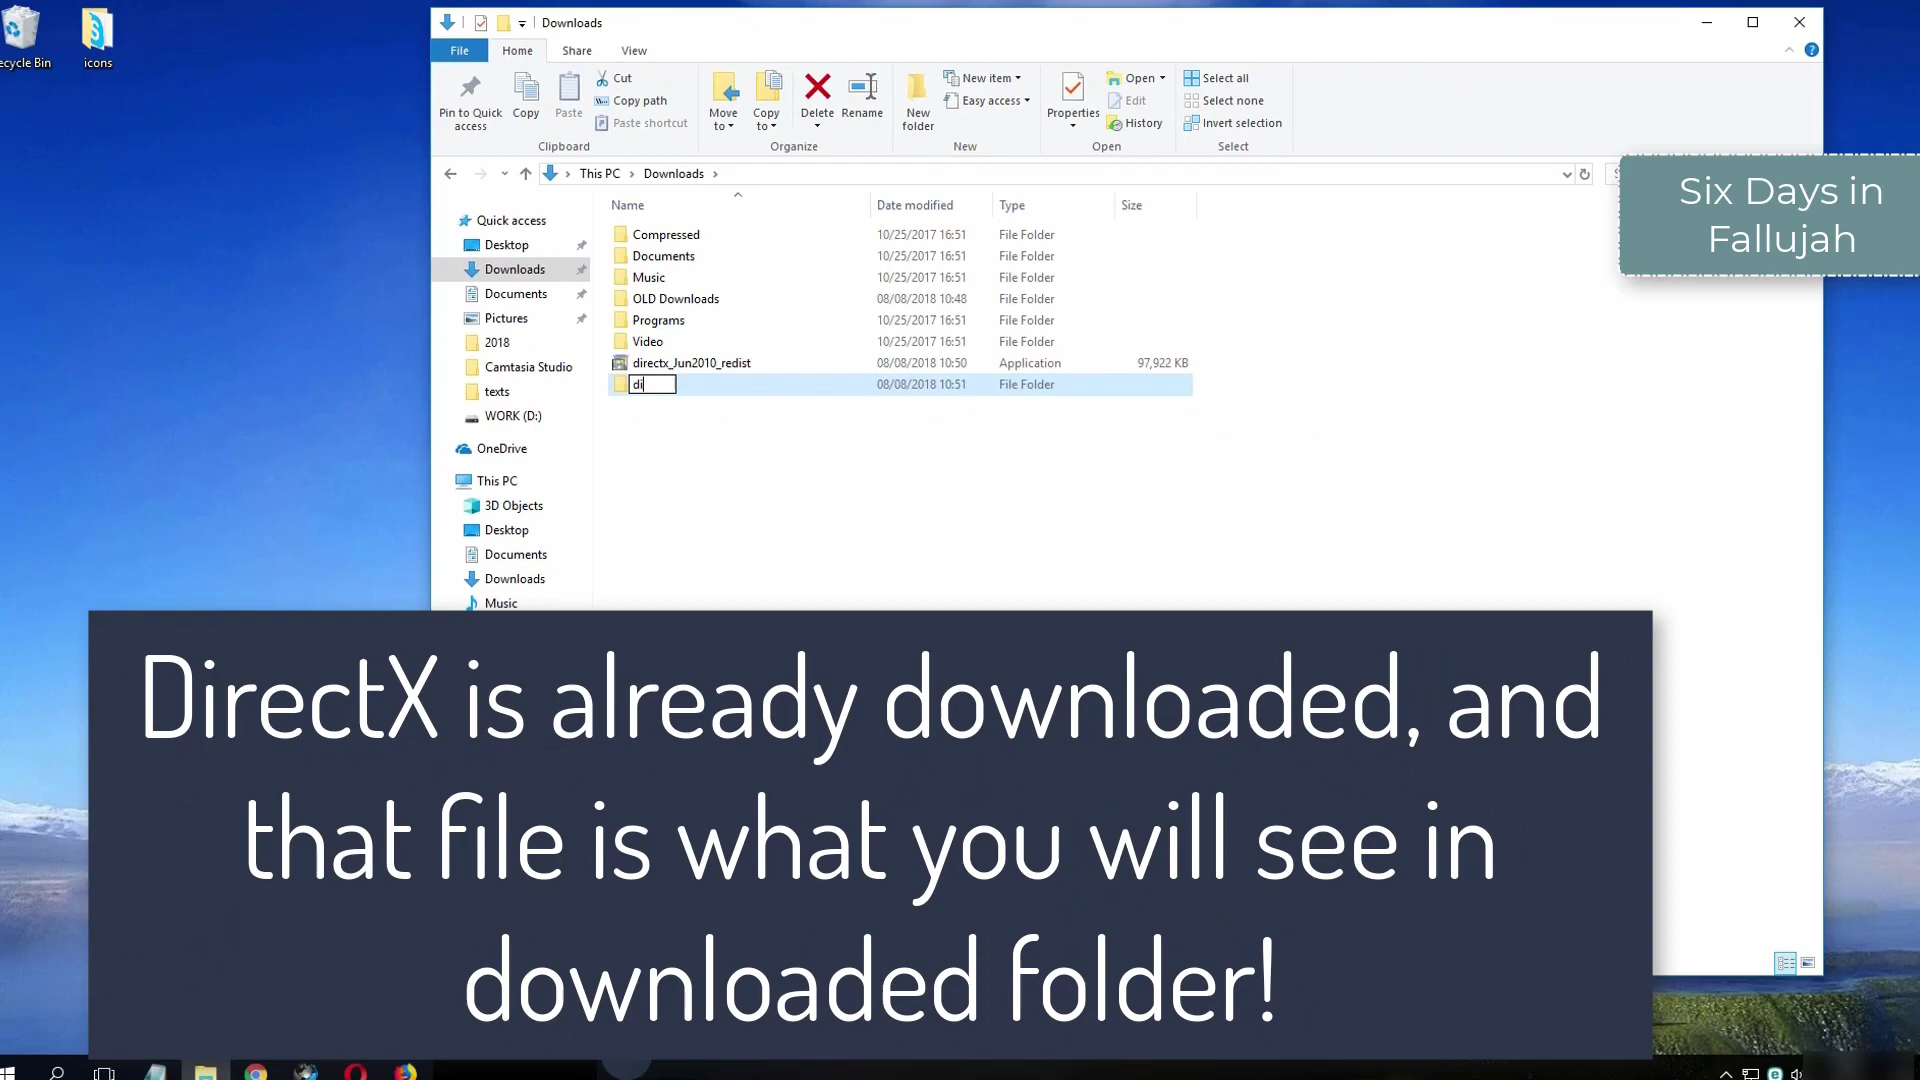 Downloads
File
Home
Share
View
Pin to Quick
access
Copy
Paste
Cut
Copy path
Paste shortcut
Clipboard
Move
to
Copy
to
Delete
Rename
Organize
New
folder
New item
Easy access
New
Properties
Open
Edit
History
Open
Select all
Select none
Invert selection
Select
This PC
Downloads
Six Days in
Fallujah
Name
Date modified
Type
Size
Compressed 10/25/2017 16:51 File Folder
Documents 10/25/2017 16:51 File Folder
Music 10/25/2017 16:51 File Folder
OLD Downloads 08/08/2018 10:48 File Folder
Programs 10/25/2017 16:51 File Folder
Video 10/25/2017 16:51 File Folder
directx_Jun2010_redist 08/08/2018 10:50 Application 97,922 KB
di 08/08/2018 10:51 File Folder
Quick access
Desktop
Downloads
Documents
Pictures
2018
Camtasia Studio
texts
WORK (D:)
OneDrive
This PC
3D Objects
Desktop
Documents
Downloads
Music
ecycle Bin
icons
DirectX is already downloaded, and
that file is what you will see in
downloaded folder!